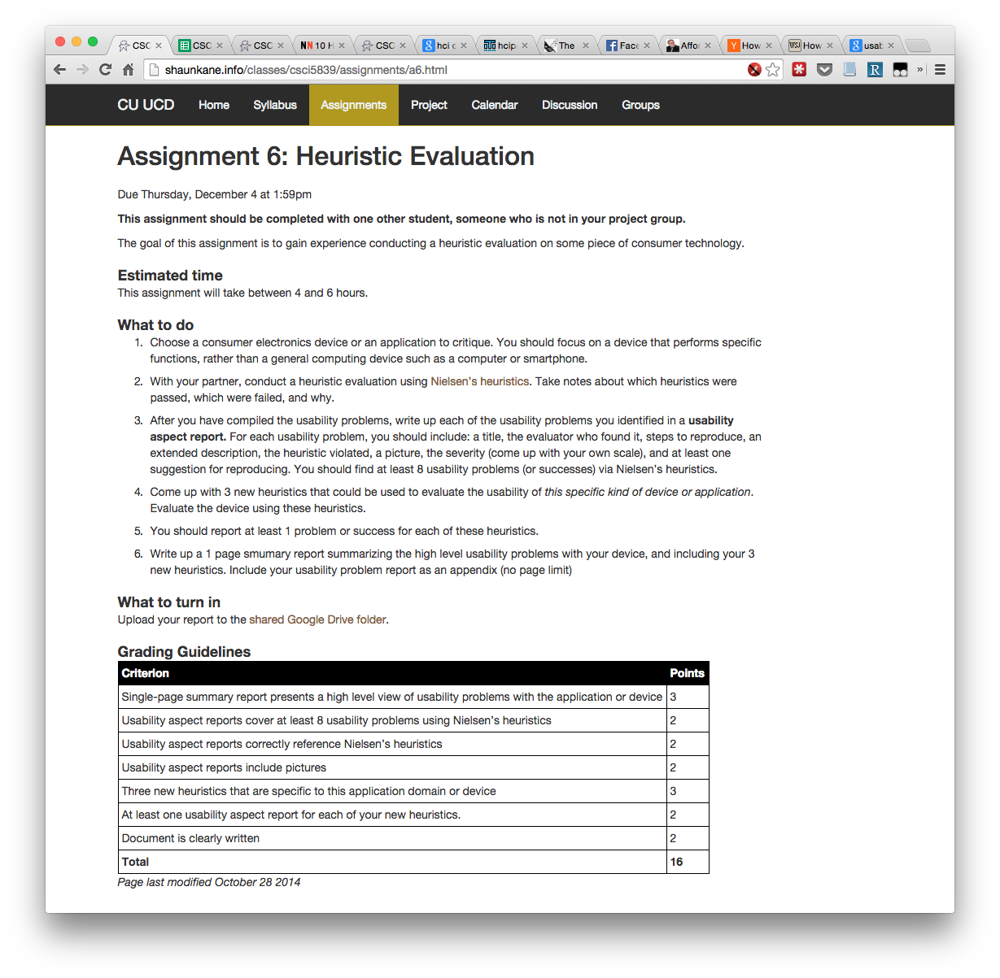 CSC
CSC
CSC
NN 10 H
CSC
hci c
hcip
The
Face
Affor
How
WSJ How
usab
shaunkane.info/classes/csci5839/assignments/a6.html
CU UCD Home Syllabus Assignments Project Calendar Discussion Groups
Assignment 6: Heuristic Evaluation
Due Thursday, December 4 at 1:59pm
This assignment should be completed with one other student, someone who is not in your project group.
The goal of this assignment is to gain experience conducting a heuristic evaluation on some piece of consumer technology.
Estimated time
This assignment will take between 4 and 6 hours.
What to do
1. Choose a consumer electronics device or an application to critique. You should focus on a device that performs specific
functions, rather than a general computing device such as a computer or smartphone.
2. With your partner, conduct a heuristic evaluation using Nielsen's heuristics. Take notes about which heuristics were
passed, which were failed, and why.
3. After you have compiled the usability problems, write up each of the usability problems you identified in a usability
aspect report. For each usability problem, you should include: a title, the evaluator who found it, steps to reproduce, an
extended description, the heuristic violated, a picture, the severity (come up with your own scale), and at least one
suggestion for reproducing. You should find at least 8 usability problems (or successes) via Nielsen's heuristics.
4. Come up with 3 new heuristics that could be used to evaluate the usability of this specific kind of device or application.
Evaluate the device using these heuristics.
5. You should report at least 1 problem or success for each of these heuristics.
6. Write up a 1 page smumary report summarizing the high level usability problems with your device, and including your 3
new heuristics. Include your usability problem report as an appendix (no page limit)
What to turn in
Upload your report to the shared Google Drive folder.
Grading Guidelines
Criterion Points
Single-page summary report presents a high level view of usability problems with the application or device 3
Usability aspect reports cover at least 8 usability problems using Nielsen's heuristics 2
Usability aspect reports correctly reference Nielsen's heuristics 2
Usability aspect reports include pictures 2
Three new heuristics that are specific to this application domain or device 3
At least one usability aspect report for each of your new heuristics. 2
Document is clearly written 2
Total 16
Page last modified October 28 2014